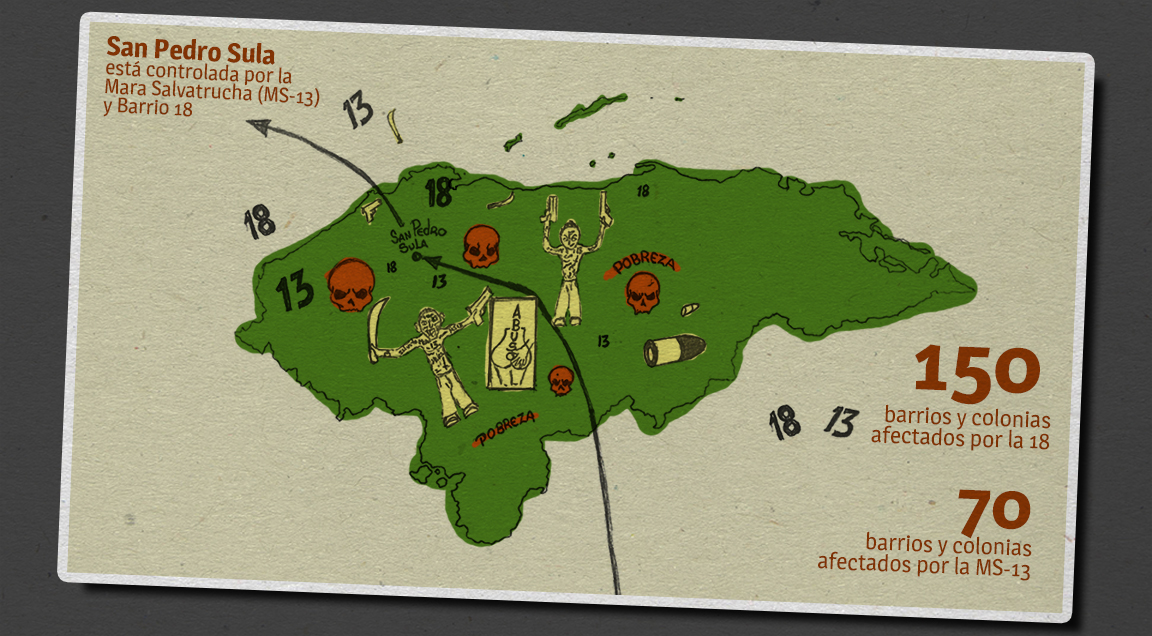 San Pedro Sula
está controlada por la
Mara Salvatrucha (MS-13)
y Barrio 18
13
18
18
18
SAN PEDRO
SULA
18
13
13
POBREZA
ABUSO
13
POBREZA
150
barrios y colonias
afectados por la 18
18 13
70
barrios y colonias
afectados por la MS-13